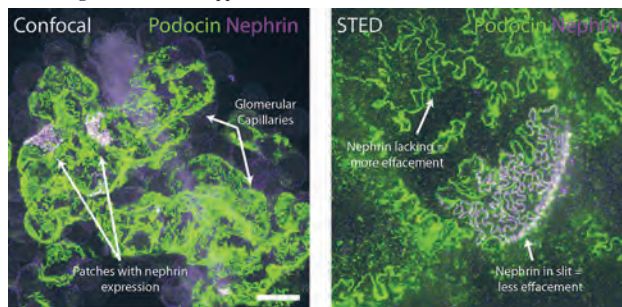 Confocal
Podocin Nephrin
Glomerular
Capillaries
Patches with nephrin
expression
STED
Podocin Nephrin
Nephrin lacking =
more effacement
Nephrin in slit =
less effacement